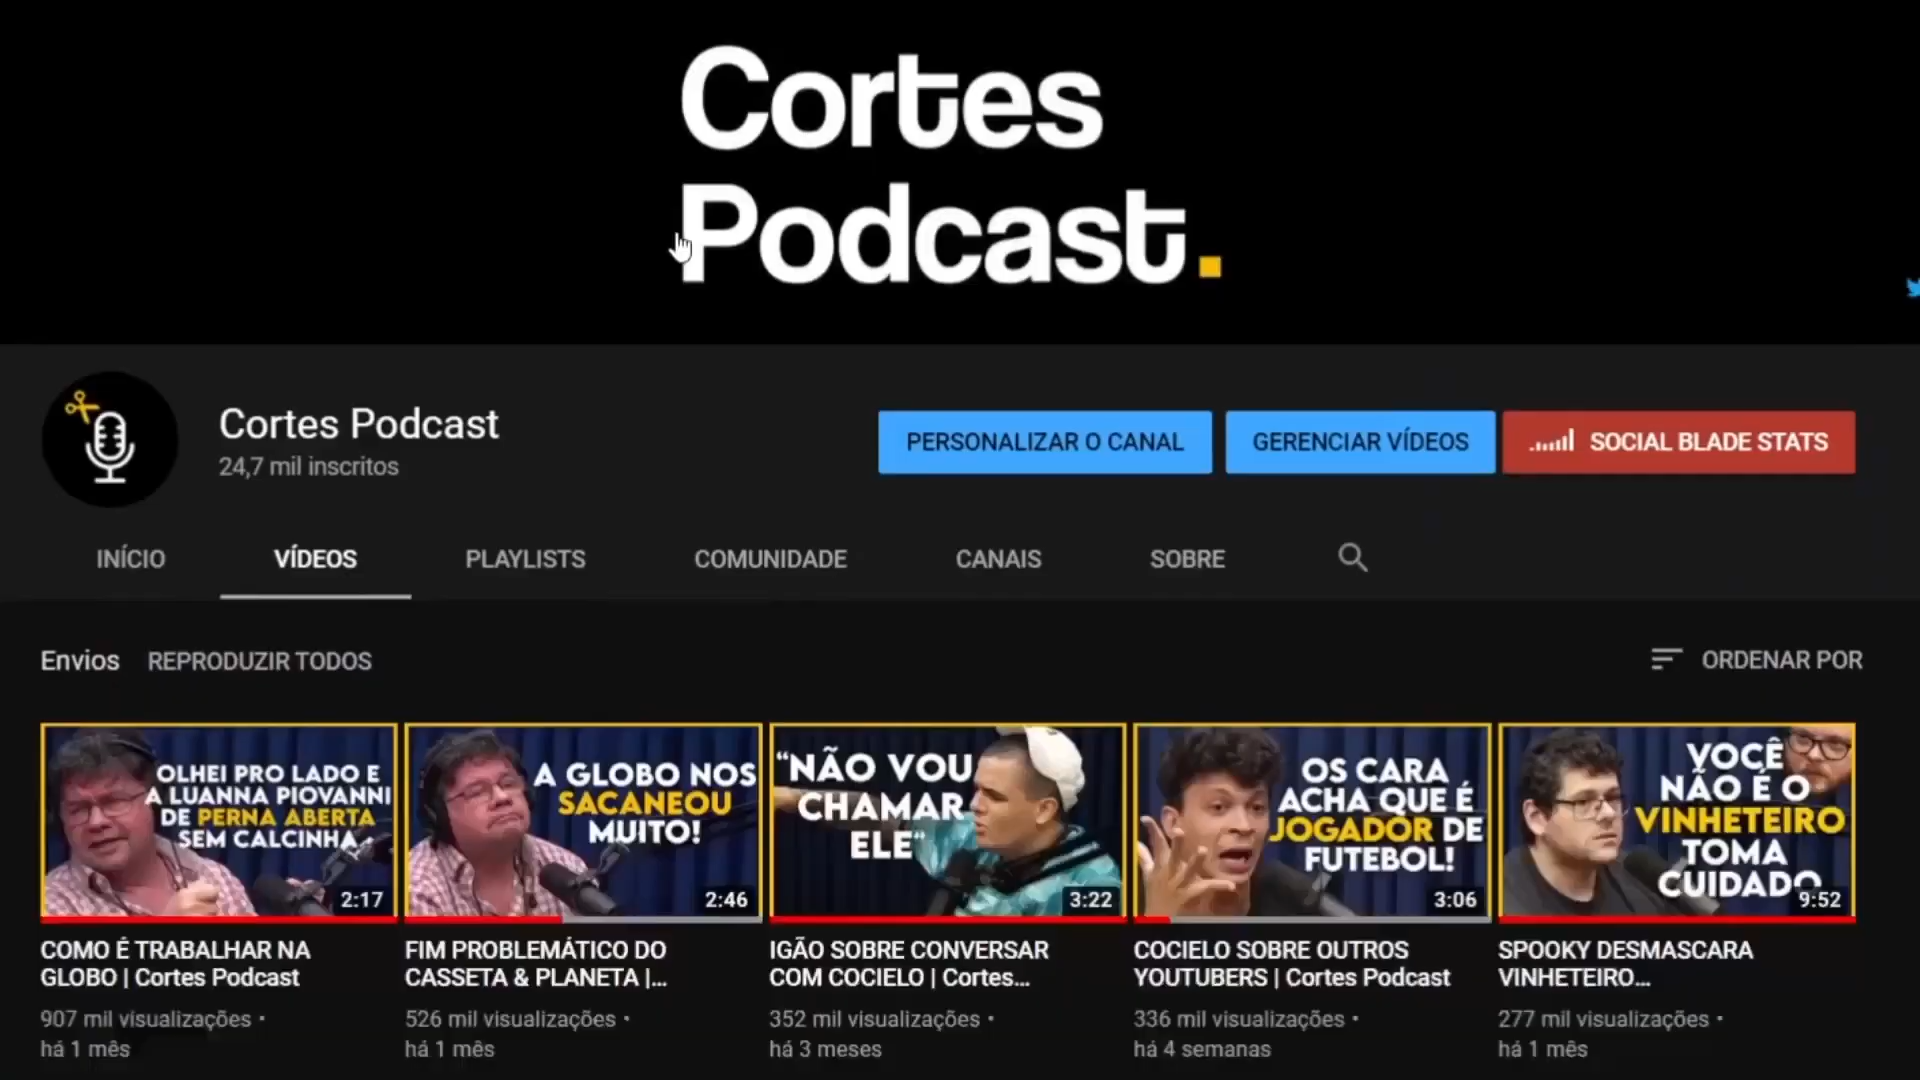 Cortes
Podcast.
Cortes Podcast
24,7 mil inscritos
PERSONALIZAR O CANAL
GERENCIAR VÍDEOS
SOCIAL BLADE STATS
INÍCIO
VÍDEOS
PLAYLISTS
COMUNIDADE
CANAIS
SOBRE
Envios
REPRODUZIR TODOS
ORDENAR POR
OLHEI PRO LADO E
A LUANNA PIOVANNI
DE PERNA ABERTA
SEM CALCINHA
2:17
COMO É TRABALHAR NA
GLOBO | Cortes Podcast
907 mil visualizações •
há 1 mês
A GLOBO NOS
SACANEOU
MUITO!
2:46
FIM PROBLEMÁTICO DO
CASSETA & PLANETA |...
526 mil visualizações •
há 1 mês
“NÃO VOU
CHAMAR
ELE“
3:22
IGÃO SOBRE CONVERSAR
COM COCIELO | Cortes...
352 mil visualizações •
há 3 meses
OS CARA
ACHA QUE É
JOGADOR DE
FUTEBOL!
3:06
COCIELO SOBRE OUTROS
YOUTUBERS | Cortes Podcast
336 mil visualizações •
há 4 semanas
VOCÊ
NÃO É O
VINHETEIRO
TOMA
CUIDADO
9:52
SPOOKY DESMASCARA
VINHETEIRO...
277 mil visualizações •
há 1 mês